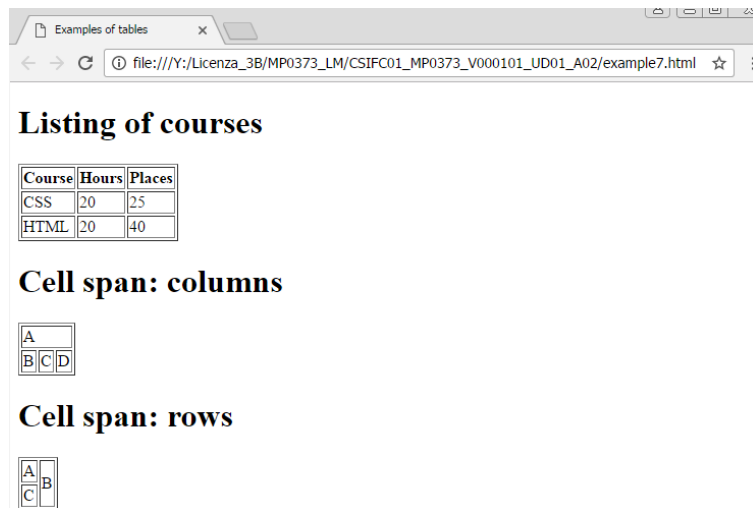 Examples of tables
file:///Y:/Licenza_3B/MP0373_LM/CSIFC01_MP0373_V000101_UD01_A02/example7.html
Listing of courses
Course Hours Places
CSS 20 25
HTML 20 40
Cell span: columns
A
B C D
Cell span: rows
A B
C